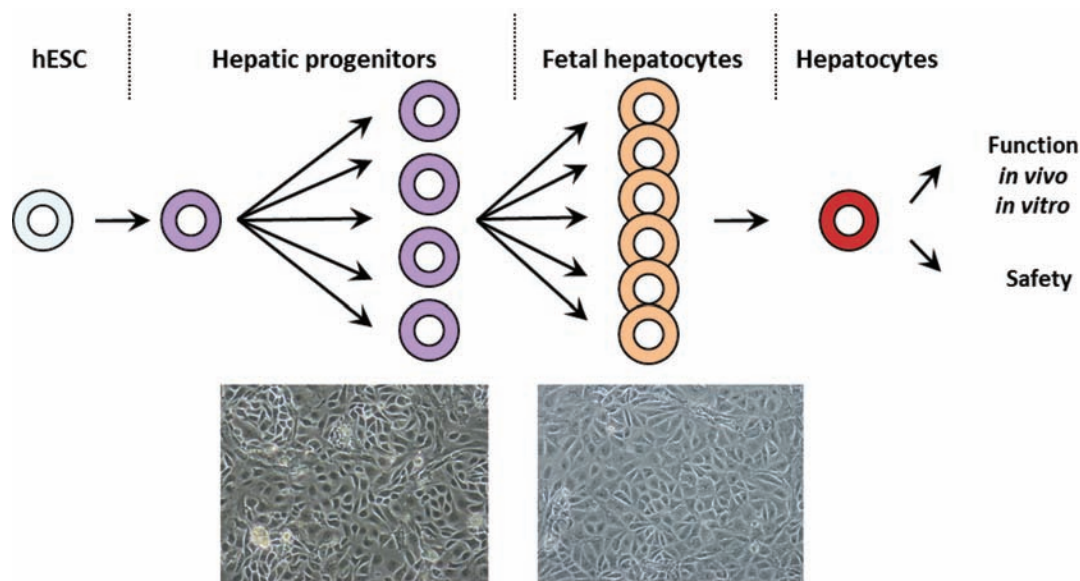 hESC
Hepatic progenitors
Fetal hepatocytes
Hepatocytes
Function
in vivo
in vitro
Safety